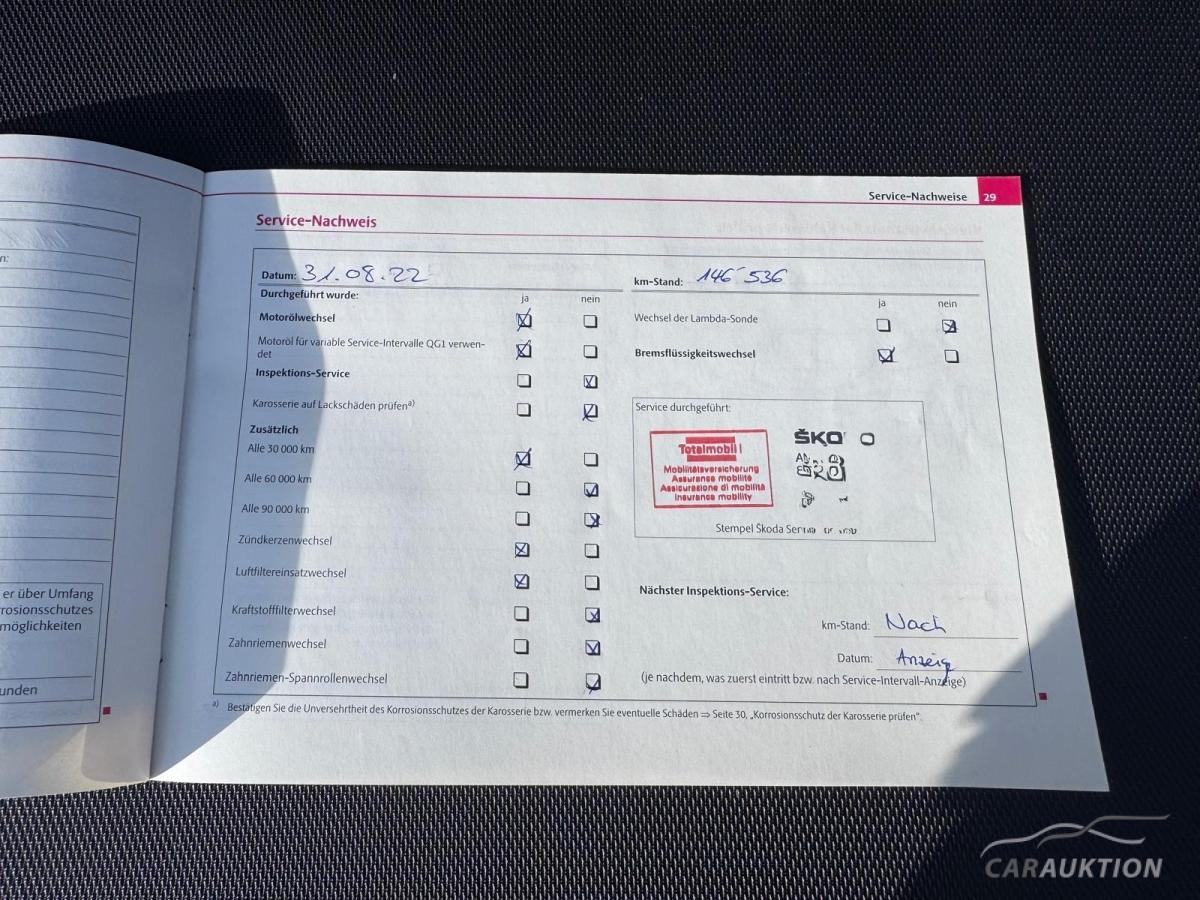 Service-Nachweise 29
Service-Nachweis
Datum: 31.08.22
km-Stand: 146'536
Durchgeführt wurde:
ja nein
Motorölwechsel
Motoröl für variable Service-Intervalle QG1 verwen-
det
Inspektions-Service
Karosserie auf Lackschäden prüfen a)
Zusätzlich
Alle 30 000 km
Alle 60 000 km
Alle 90 000 km
Zündkerzenwechsel
Luftfiltereinsatzwechsel
Kraftstofffilterwechsel
Zahnriemenwechsel
Zahnriemen-Spannrollenwechsel
ja nein
Wechsel der Lambda-Sonde
Bremsflüssigkeitswechsel
Service durchgeführt:
Totalmobil!
Mobilitätsversicherung
Assurance mobilité
Assicurazione di mobilità
Insurance mobility
Stempel Škoda
Nächster Inspektions-Service:
km-Stand: Nach
Datum: Anzeig
(je nachdem, was zuerst eintritt bzw. nach Service-Intervall-Anzeige)
a) Bestätigen Sie die Unversehrtheit des Korrosionsschutzes der Karosserie bzw. vermerken Sie eventuelle Schäden ⇒ Seite 30, „Korrosionsschutz der Karosserie prüfen“.
er über Umfang
rosionsschutzes
möglichkeiten
unden
CARAUKTION